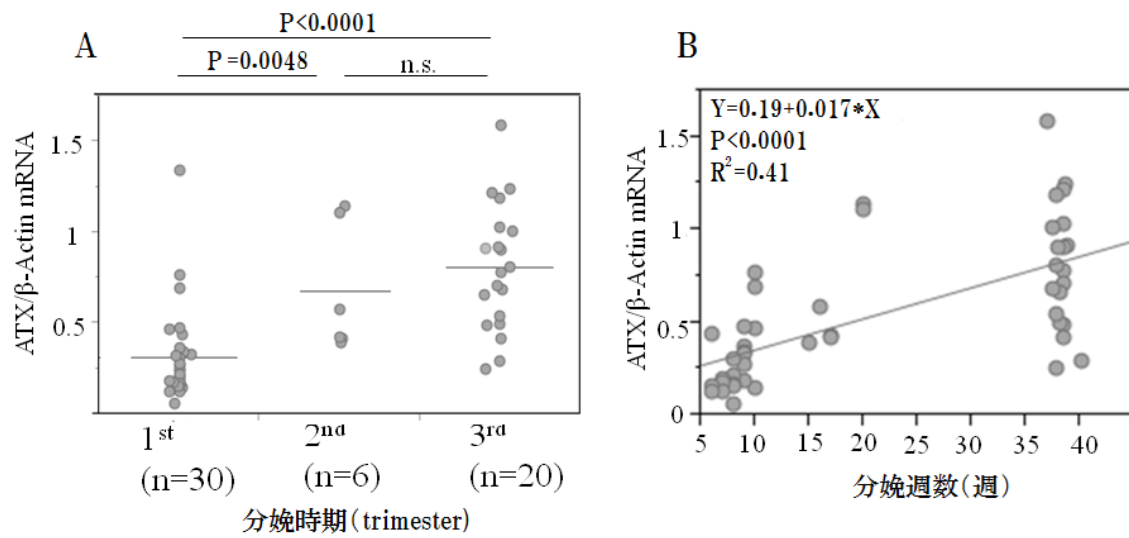 A
P<0.0001
P=0.0048
n.s.
ATX/β-Actin mRNA
1.5
1
0.5
1st
2nd
3rd
(n=30)
(n=6)
(n=20)
分娩時期(trimester)
B
Y=0.19+0.017*X
P<0.0001
R²=0.41
ATX/β-Actin mRNA
1.5
1
0.5
0
5 10 15 20 25 30 35 40
分娩週数(週)